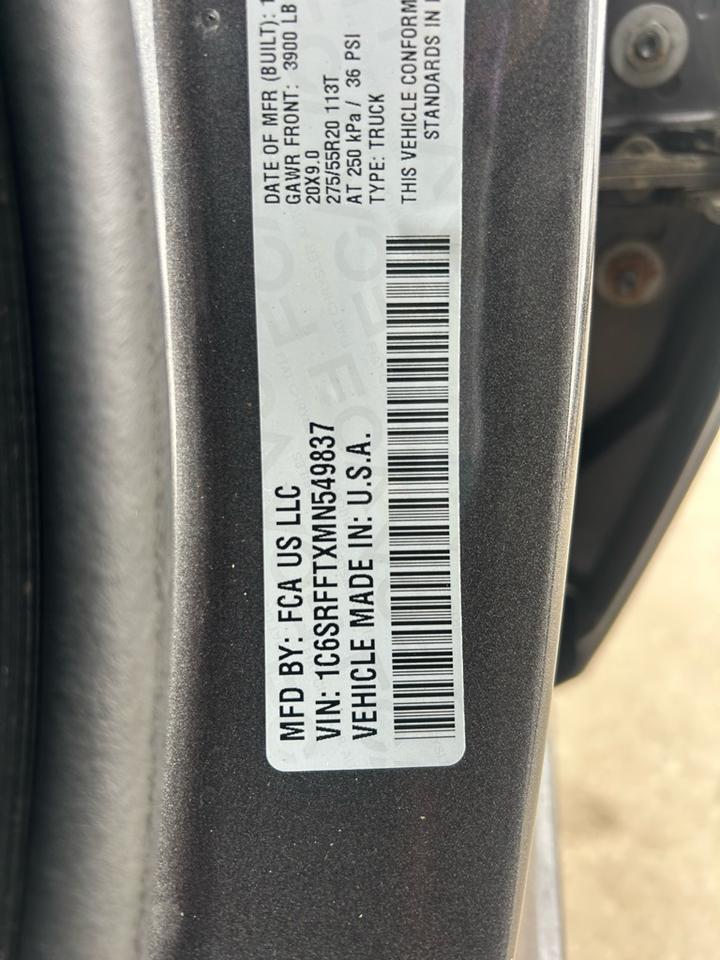 MFD BY: FCA US LLC
VIN: 1C6SRFFTXMN549837
VEHICLE MADE IN: U.S.A.
DATE OF MFR (BUILT):
GAWR FRONT: 3900 LB
20X9.0
275/55R20 113T
AT 250 kPa / 36 PSI
TYPE: TRUCK
THIS VEHICLE CONFORM
STANDARDS IN